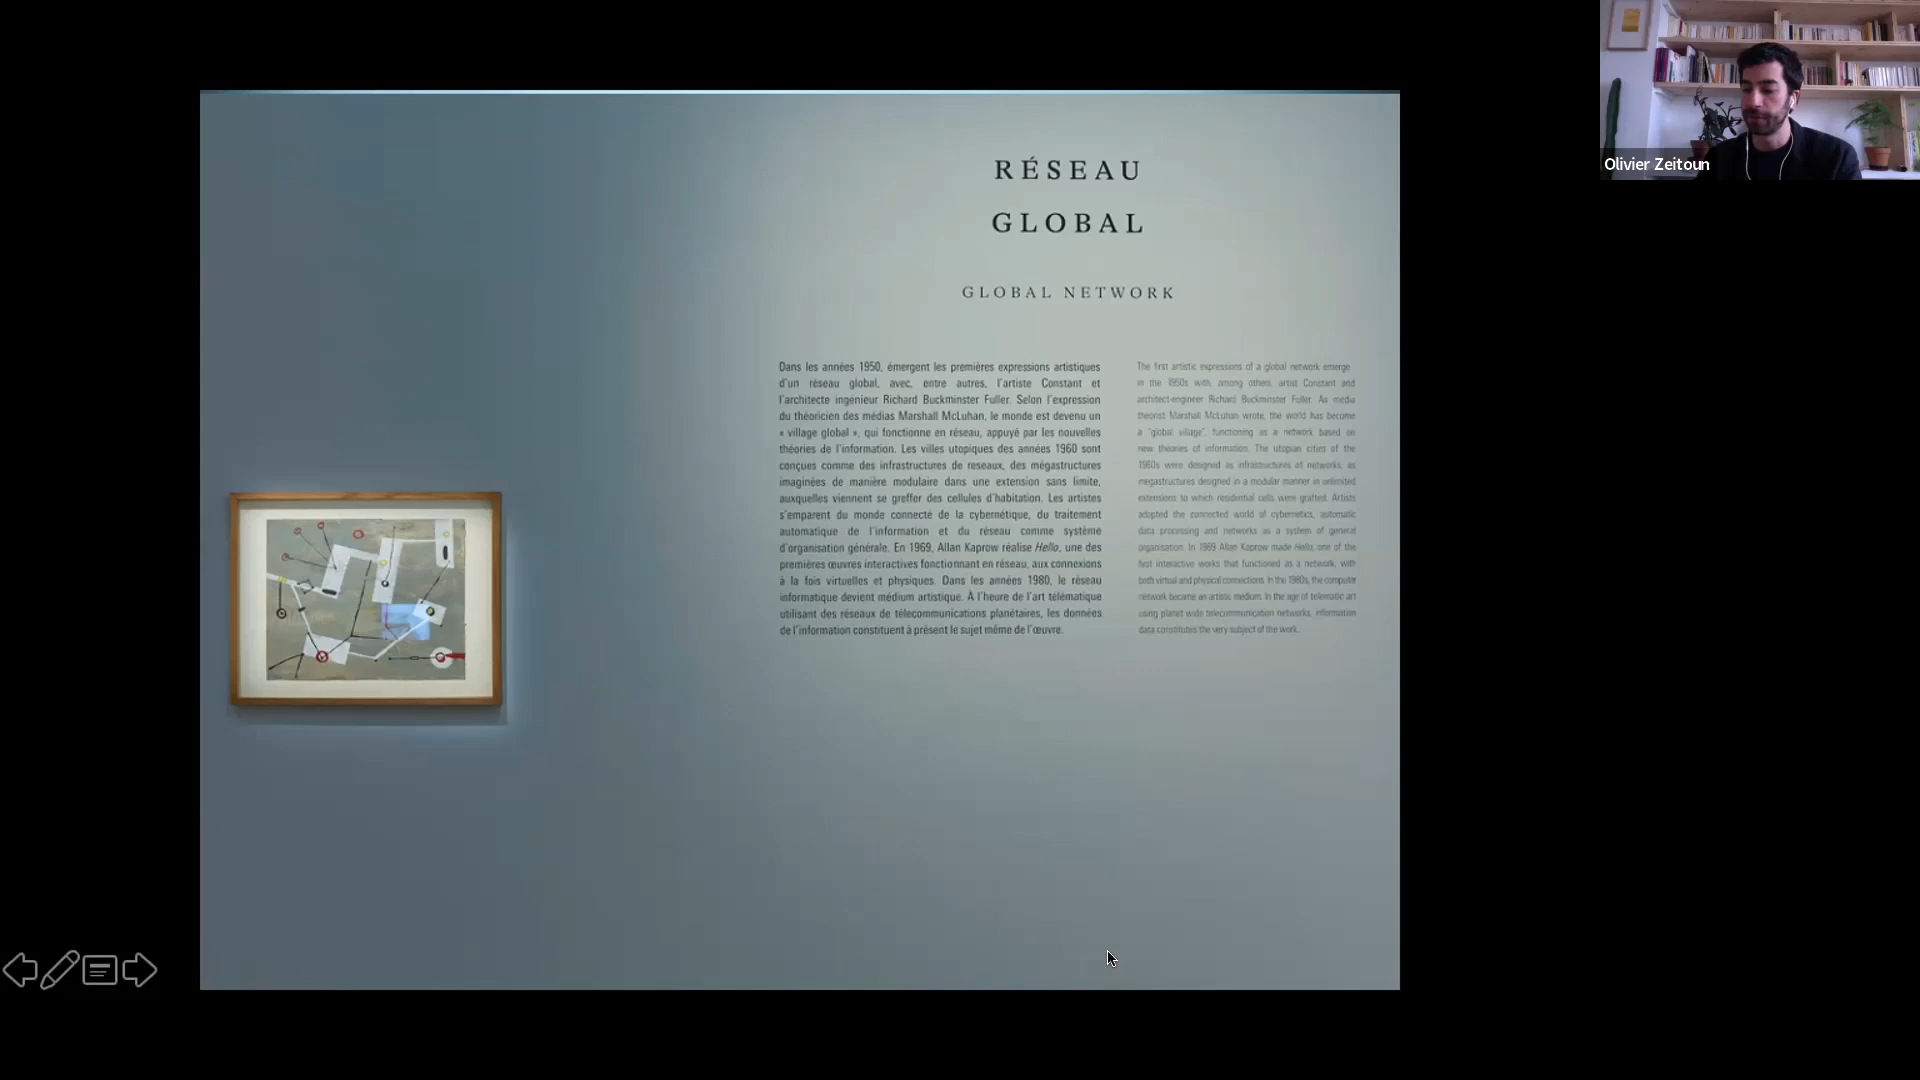 RÉSEAU
GLOBAL
GLOBAL NETWORK
Dans les années 1950, émergent les premières expressions artistiques
d'un réseau global, avec, entre autres, l'artiste Constant et
l'architecte ingénieur Richard Buckminster Fuller. Selon l'expression
du théoricien des médias Marshall McLuhan, le monde est devenu un
« village global », qui fonctionne en réseau, appuyé par les nouvelles
théories de l'information. Les villes utopiques des années 1960 sont
conçues comme des infrastructures de réseaux, des mégastructures
imaginées de manière modulaire dans une extension sans limite,
auxquelles viennent se greffer des cellules d'habitation. Les artistes
s'emparent du monde connecté de la cybernétique, du traitement
automatique de l'information et du réseau comme système
d'organisation générale. En 1969, Allan Kaprow réalise Hello, une des
premières œuvres interactives fonctionnant en réseau, aux connexions
à la fois virtuelles et physiques. Dans les années 1980, le réseau
informatique devient médium artistique. À l'heure de l'art télématique
utilisant des réseaux de télécommunications planétaires, les données
de l'information constituent à présent le sujet même de l'œuvre.
The first artistic expressions of a global network emerge
in the 1950s with, among others, artist Constant and
architect-engineer Richard Buckminster Fuller. As media
theorist Marshall McLuhan wrote, the world has become
a "global village", functioning as a network based on
new theories of information. The utopian cities of the
1960s were designed as infrastructures of networks, as
megastructures designed in a modular manner in unlimited
extensions to which residential cells were grafted. Artists
adopted the connected world of cybernetics, automatic
data processing and networks as a system of general
organisation. In 1969 Allan Kaprow made Hello, one of the
first interactive works that functioned as a network, with
both virtual and physical connections. In the 1980s, the computer
network became an artistic medium. In the age of telematic art
using planet wide telecommunication networks, information
data constitutes the very subject of the work.
Olivier Zeitoun